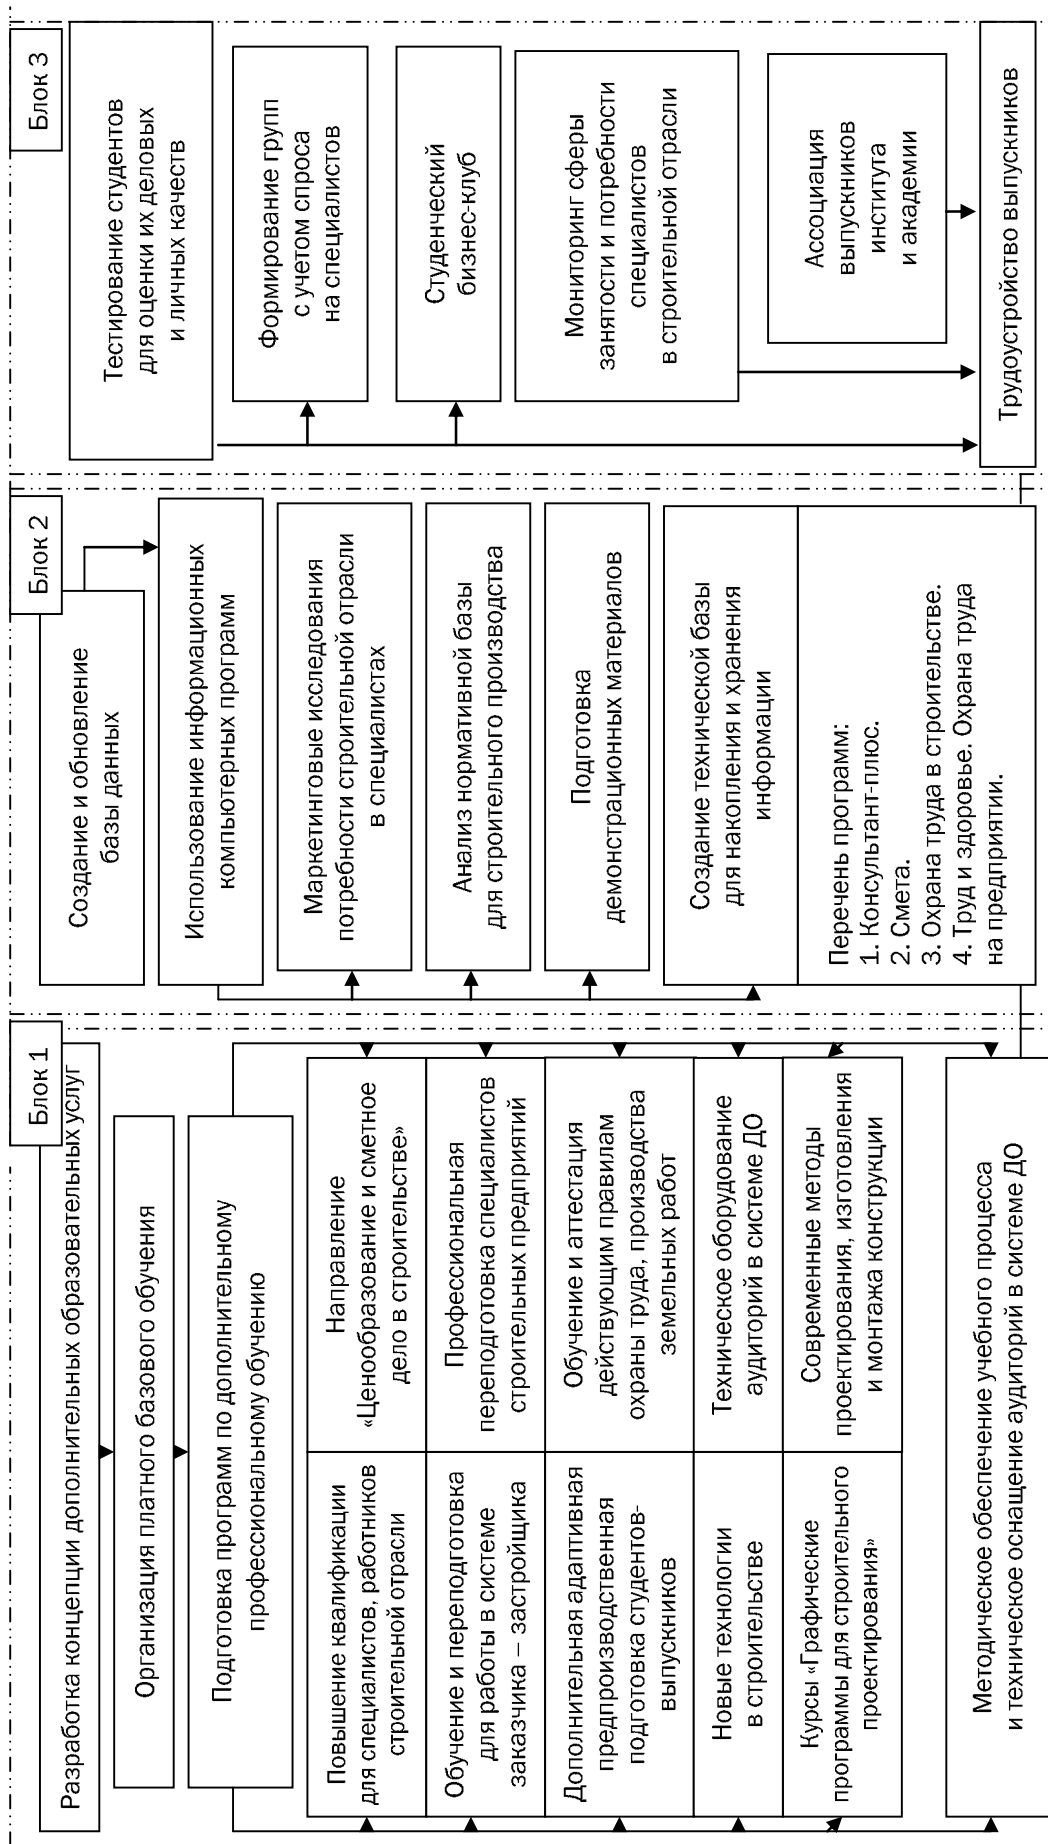 Блок 1
Разработка концепции дополнительных образовательных услуг
Организация платного базового обучения
Подготовка программ по дополнительному
профессиональному обучению
Повышение квалификации
для специалистов, работников
строительной отрасли
Направление
«Ценообразование и сметное
дело в строительстве»
Обучение и переподготовка
для работы в системе
заказчика – застройщика
Профессиональная
переподготовка специалистов
строительных предприятий
Дополнительная адаптивная
предпроизводственная
подготовка студентов-
выпускников
Обучение и аттестация
действующим правилам
охраны труда, производства
земельных работ
Новые технологии
в строительстве
Техническое оборудование
аудиторий в системе ДО
Курсы «Графические
программы для строительного
проектирования»
Современные методы
проектирования, изготовления
и монтажа конструкции
Методическое обеспечение учебного процесса
и техническое оснащение аудиторий в системе ДО
Блок 2
Создание и обновление
базы данных
Использование информационных
компьютерных программ
Маркетинговые исследования
потребности строительной отрасли
в специалистах
Анализ нормативной базы
для строительного производства
Подготовка
демонстрационных материалов
Создание технической базы
для накопления и хранения
информации
Перечень программ:
1. Консультант-плюс.
2. Смета.
3. Охрана труда в строительстве.
4. Труд и здоровье. Охрана труда
на предприятии.
Блок 3
Тестирование студентов
для оценки их деловых
и личных качеств
Формирование групп
с учетом спроса
на специалистов
Студенческий
бизнес-клуб
Мониторинг сферы
занятости и потребности
специалистов
в строительной отрасли
Ассоциация
выпускников
института
и академии
Трудоустройство выпускников